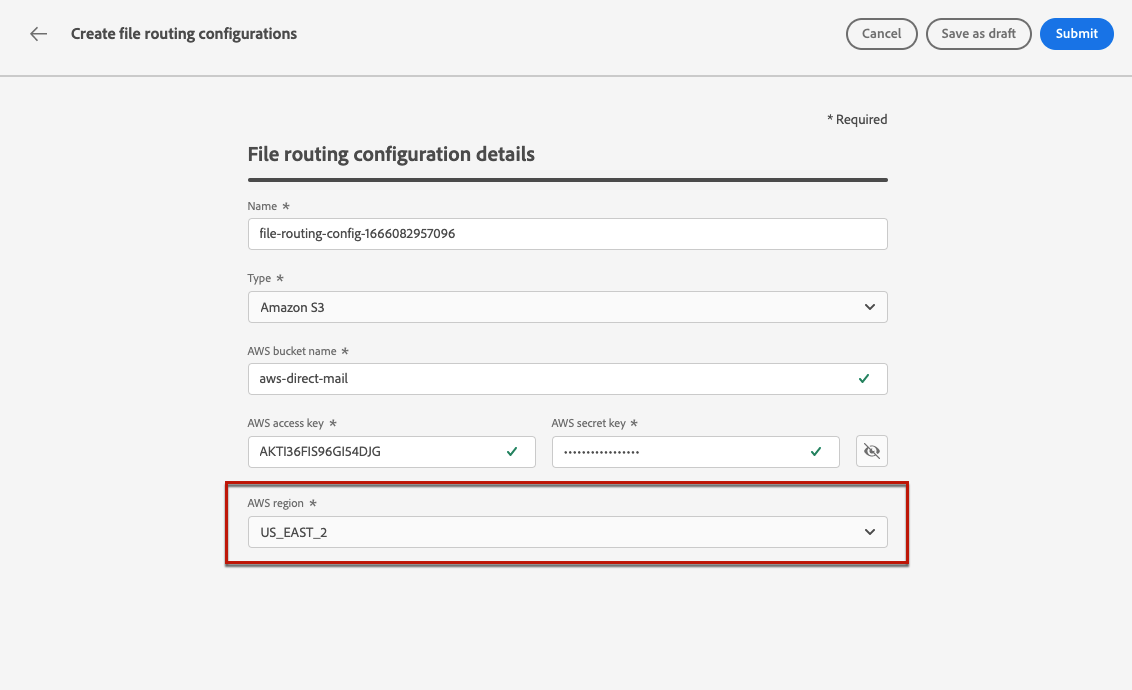 Create file routing configurations
Cancel
Save as draft
Submit
* Required
File routing configuration details
Name *
file-routing-config-1666082957096
Type *
Amazon S3
AWS bucket name *
aws-direct-mail
AWS access key *
AWS secret key *
AKTI36FIS96GI54DJG
•••••••••••••••••
AWS region *
US_EAST_2